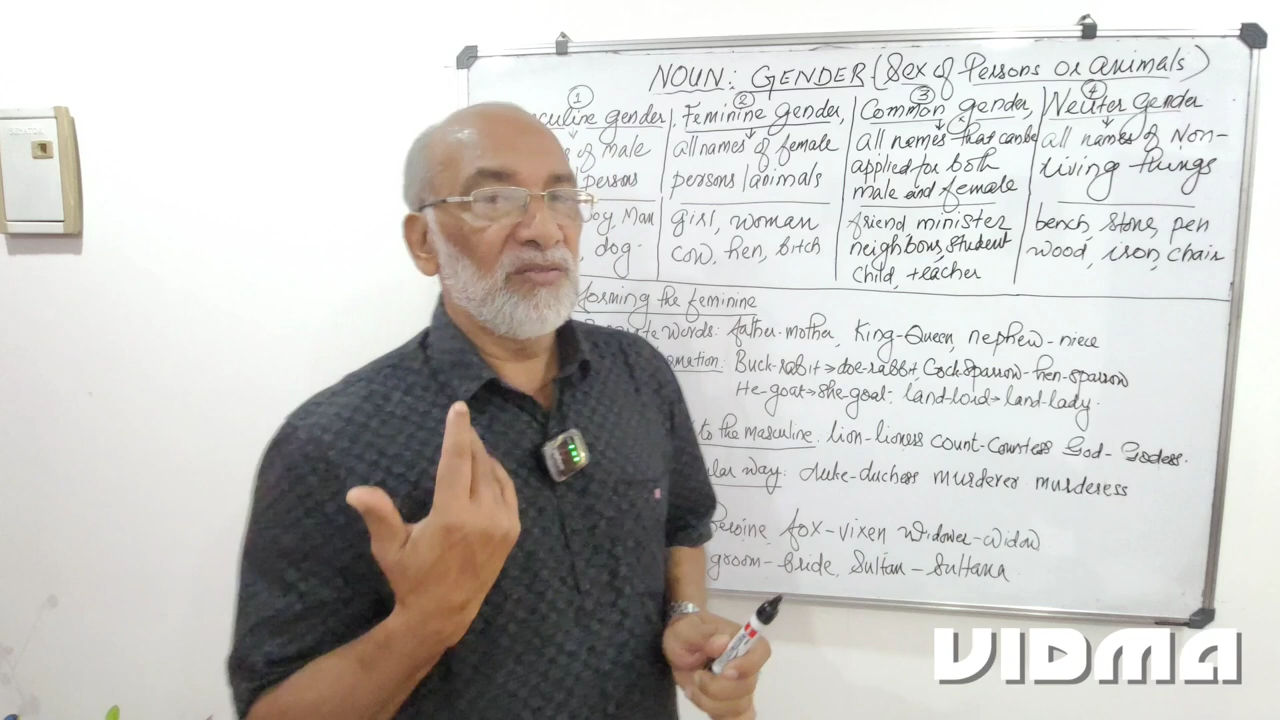 NOUN: GENDER (Sex of Persons or animals)
1 2 3 4
culine gender, Feminine gender, Common gender, Neuter gender
of male all names of female all names that can be all names of Non-
persons persons/animals applied for both living things
male and female
boy, Man girl, woman friend minister bench, stone, pen
dog. cow, hen, bitch neighbour, student wood, iron, chair
child, teacher
forming the feminine
Words: father-mother, King-Queen, nephew-niece
mation: Buck-rabit→doe-rabbit, Cock sparrow-hen-sparrow
He-goat→she-goat. land-lord→land-lady.
to the masculine. lion-lioness count-countess God-Godess.
ular way: duke-duchess murderer murderess
heroine, fox-vixen widower-widow
groom-bride, Sultan-Sultana
VIDMA